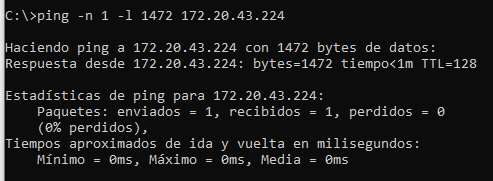 C:\>ping -n 1 -l 1472 172.20.43.224
Haciendo ping a 172.20.43.224 con 1472 bytes de datos:
Respuesta desde 172.20.43.224: bytes=1472 tiempo<1m TTL=128
Estadísticas de ping para 172.20.43.224:
Paquetes: enviados = 1, recibidos = 1, perdidos = 0
(0% perdidos),
Tiempos aproximados de ida y vuelta en milisegundos:
Mínimo = 0ms, Máximo = 0ms, Media = 0ms